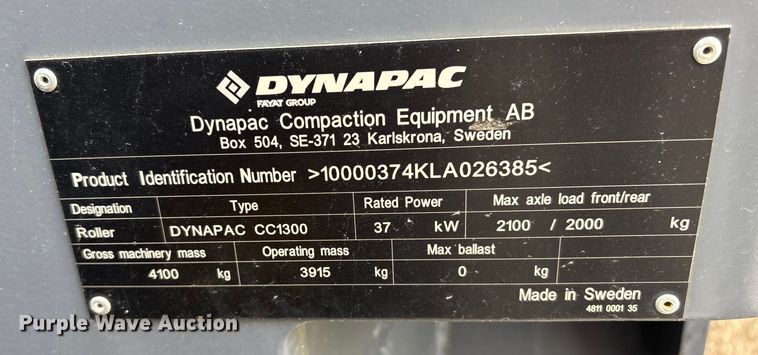 DYNAPAC
FAYAT GROUP
Dynapac Compaction Equipment AB
Box 504, SE-371 23 Karlskrona, Sweden
Product Identification Number >10000374KLA026385<
Designation Type Rated Power Max axle load front/rear
Roller DYNAPAC CC1300 37 kW 2100 / 2000 kg
Gross machinery mass Operating mass Max ballast
4100 kg 3915 kg 0 kg
Made in Sweden
4811 0001 35
Purple Wave Auction